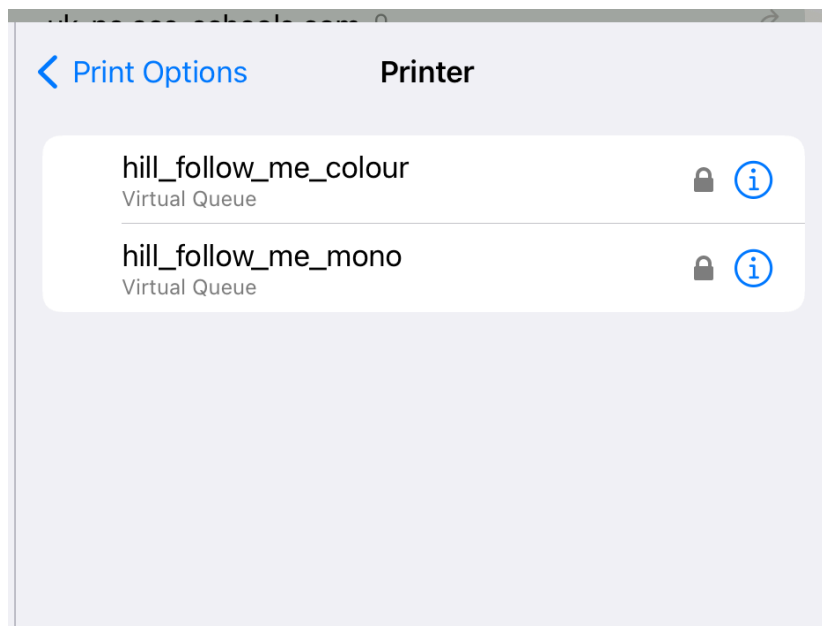 Print Options
Printer
hill_follow_me_colour
Virtual Queue
hill_follow_me_mono
Virtual Queue